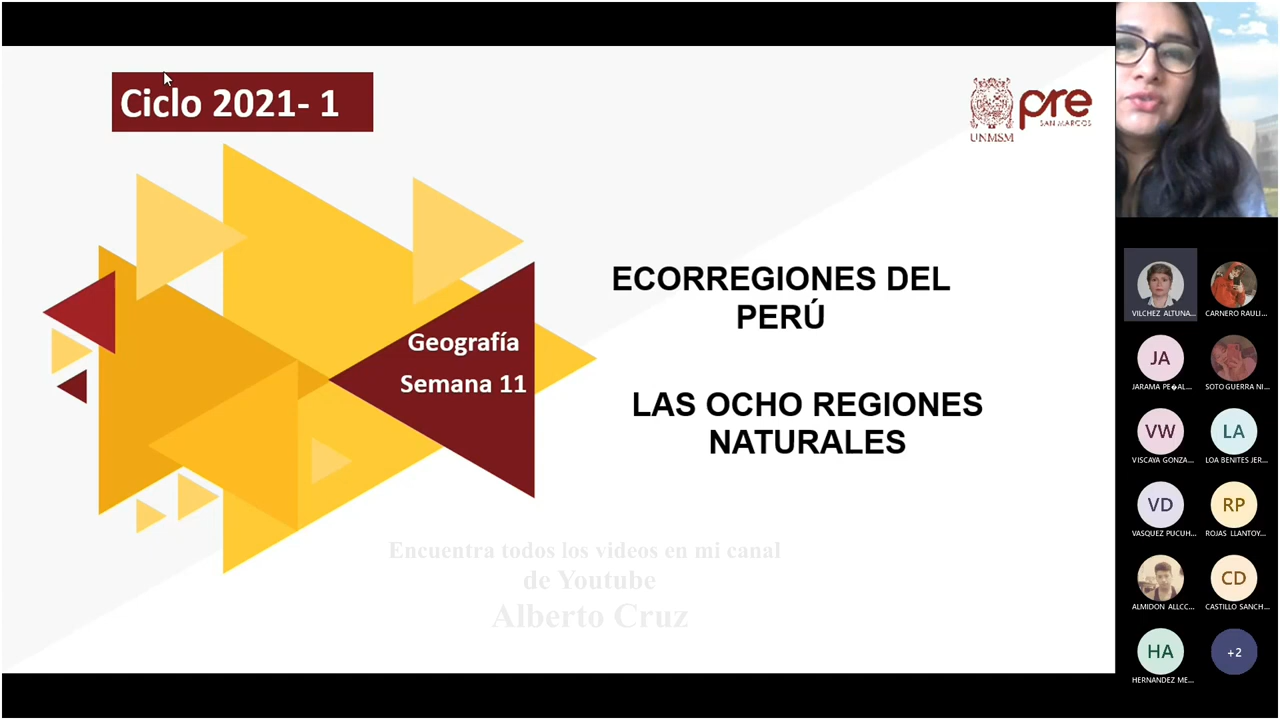 Ciclo 2021- 1
UNMSM
pre
SAN MARCOS
Geografía
Semana 11
ECORREGIONES DEL
PERÚ
LAS OCHO REGIONES
NATURALES
Encuentra todos los videos en mi canal
de Youtube
Alberto Cruz
VILCHEZ ALTUNA...
CARNERO RAULI...
JA
JARAMA PE�AL...
SOTO GUERRA NI...
VW
VISCAYA GONZA...
LA
LOA BENITES JER...
VD
VASQUEZ PUCUH...
RP
ROJAS LLANTOY...
ALMIDON ALLCC...
CD
CASTILLO SANCH...
HA
HERNANDEZ ME...
+2